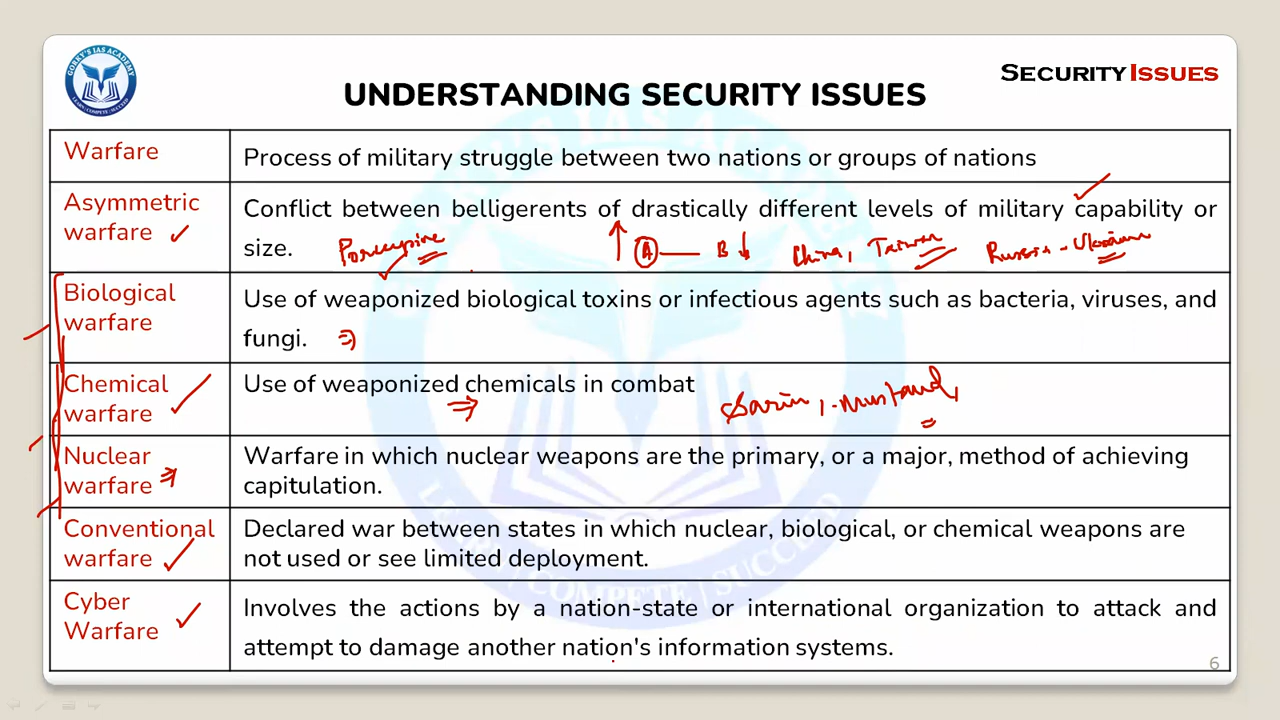 GORKY'S IAS ACADEMY
LEARN | COMPETE | SUCCEED
SECURITY ISSUES
UNDERSTANDING SECURITY ISSUES
Warfare
Process of military struggle between two nations or groups of nations
Asymmetric
warfare
Conflict between belligerents of drastically different levels of military capability or
size.
Porcupine
A
B
China, Taiwan
Russia - Ukraine
Biological
warfare
Use of weaponized biological toxins or infectious agents such as bacteria, viruses, and
fungi.
Chemical
warfare
Use of weaponized chemicals in combat
Sarin, Mustard,
Nuclear
warfare
Warfare in which nuclear weapons are the primary, or a major, method of achieving
capitulation.
Conventional
warfare
Declared war between states in which nuclear, biological, or chemical weapons are
not used or see limited deployment.
Cyber
Warfare
Involves the actions by a nation-state or international organization to attack and
attempt to damage another nation's information systems.
6